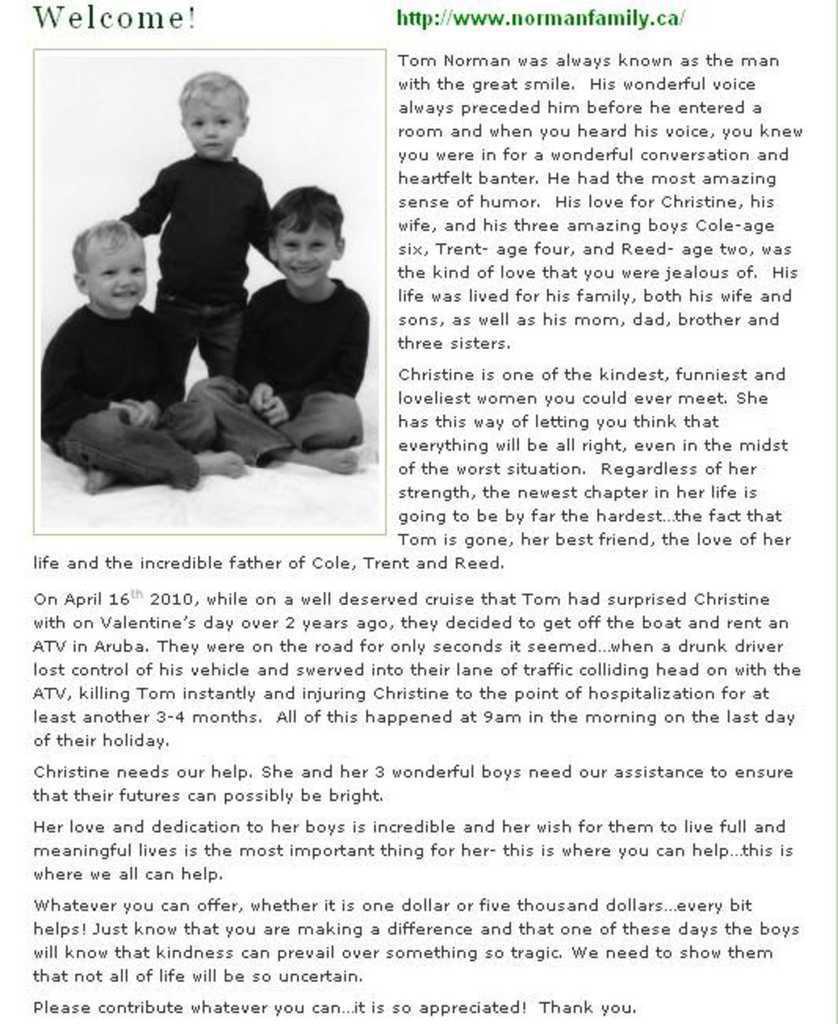 Welcome!
http://www.normanfamily.ca/
Tom Norman was always known as the man
with the great smile.  His wonderful voice
always preceded him before he entered a
room and when you heard his voice, you knew
you were in for a wonderful conversation and
heartfelt banter. He had the most amazing
sense of humor.  His love for Christine, his
wife, and his three amazing boys Cole-age
six, Trent- age four, and Reed- age two, was
the kind of love that you were jealous of.  His
life was lived for his family, both his wife and
sons, as well as his mom, dad, brother and
three sisters.
Christine is one of the kindest, funniest and
loveliest women you could ever meet. She
has this way of letting you think that
everything will be all right, even in the midst
of the worst situation.  Regardless of her
strength, the newest chapter in her life is
going to be by far the hardest…the fact that
Tom is gone, her best friend, the love of her
life and the incredible father of Cole, Trent and Reed.
On April 16th 2010, while on a well deserved cruise that Tom had surprised Christine
with on Valentine's day over 2 years ago, they decided to get off the boat and rent an
ATV in Aruba. They were on the road for only seconds it seemed…when a drunk driver
lost control of his vehicle and swerved into their lane of traffic colliding head on with the
ATV, killing Tom instantly and injuring Christine to the point of hospitalization for at
least another 3-4 months.  All of this happened at 9am in the morning on the last day
of their holiday.
Christine needs our help. She and her 3 wonderful boys need our assistance to ensure
that their futures can possibly be bright.
Her love and dedication to her boys is incredible and her wish for them to live full and
meaningful lives is the most important thing for her- this is where you can help…this is
where we all can help.
Whatever you can offer, whether it is one dollar or five thousand dollars…every bit
helps! Just know that you are making a difference and that one of these days the boys
will know that kindness can prevail over something so tragic. We need to show them
that not all of life will be so uncertain.
Please contribute whatever you can…it is so appreciated!  Thank you.